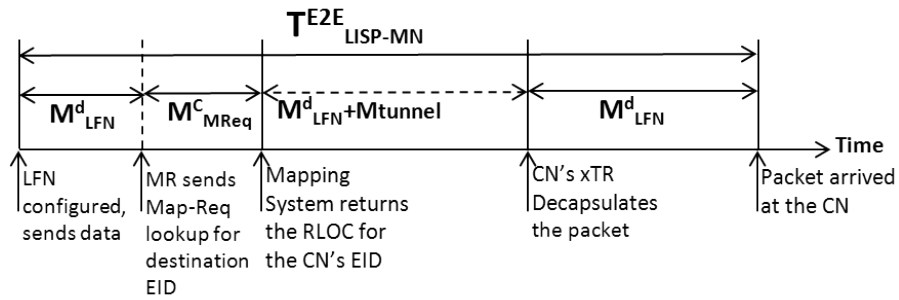 T^E2E_LISP-MN
M^d_LFN
M^C_MReq
M^d_LFN+Mtunnel
M^d_LFN
Time
LFN
configured,
sends data
MR sends
Map-Req
lookup for
destination
EID
Mapping
System returns
the RLOC for
the CN's EID
CN's xTR
Decapsulates
the packet
Packet arrived
at the CN